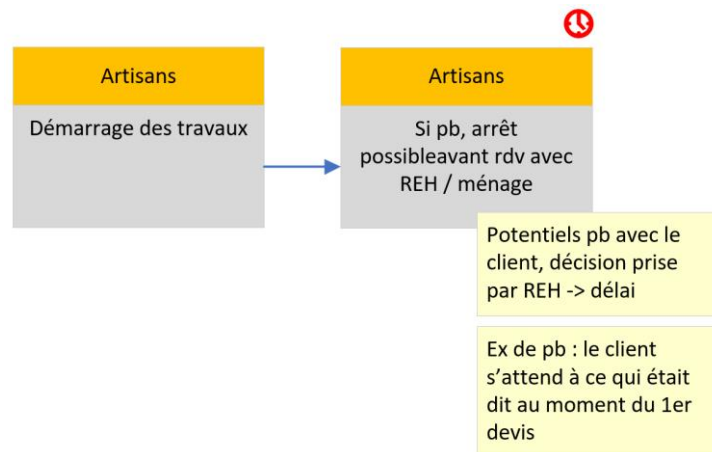 Artisans
Démarrage des travaux
Artisans
Si pb, arrêt
possibleavant rdv avec
REH / ménage
Potentiels pb avec le
client, décision prise
par REH -> délai
Ex de pb : le client
s’attend à ce qui était
dit au moment du 1er
devis